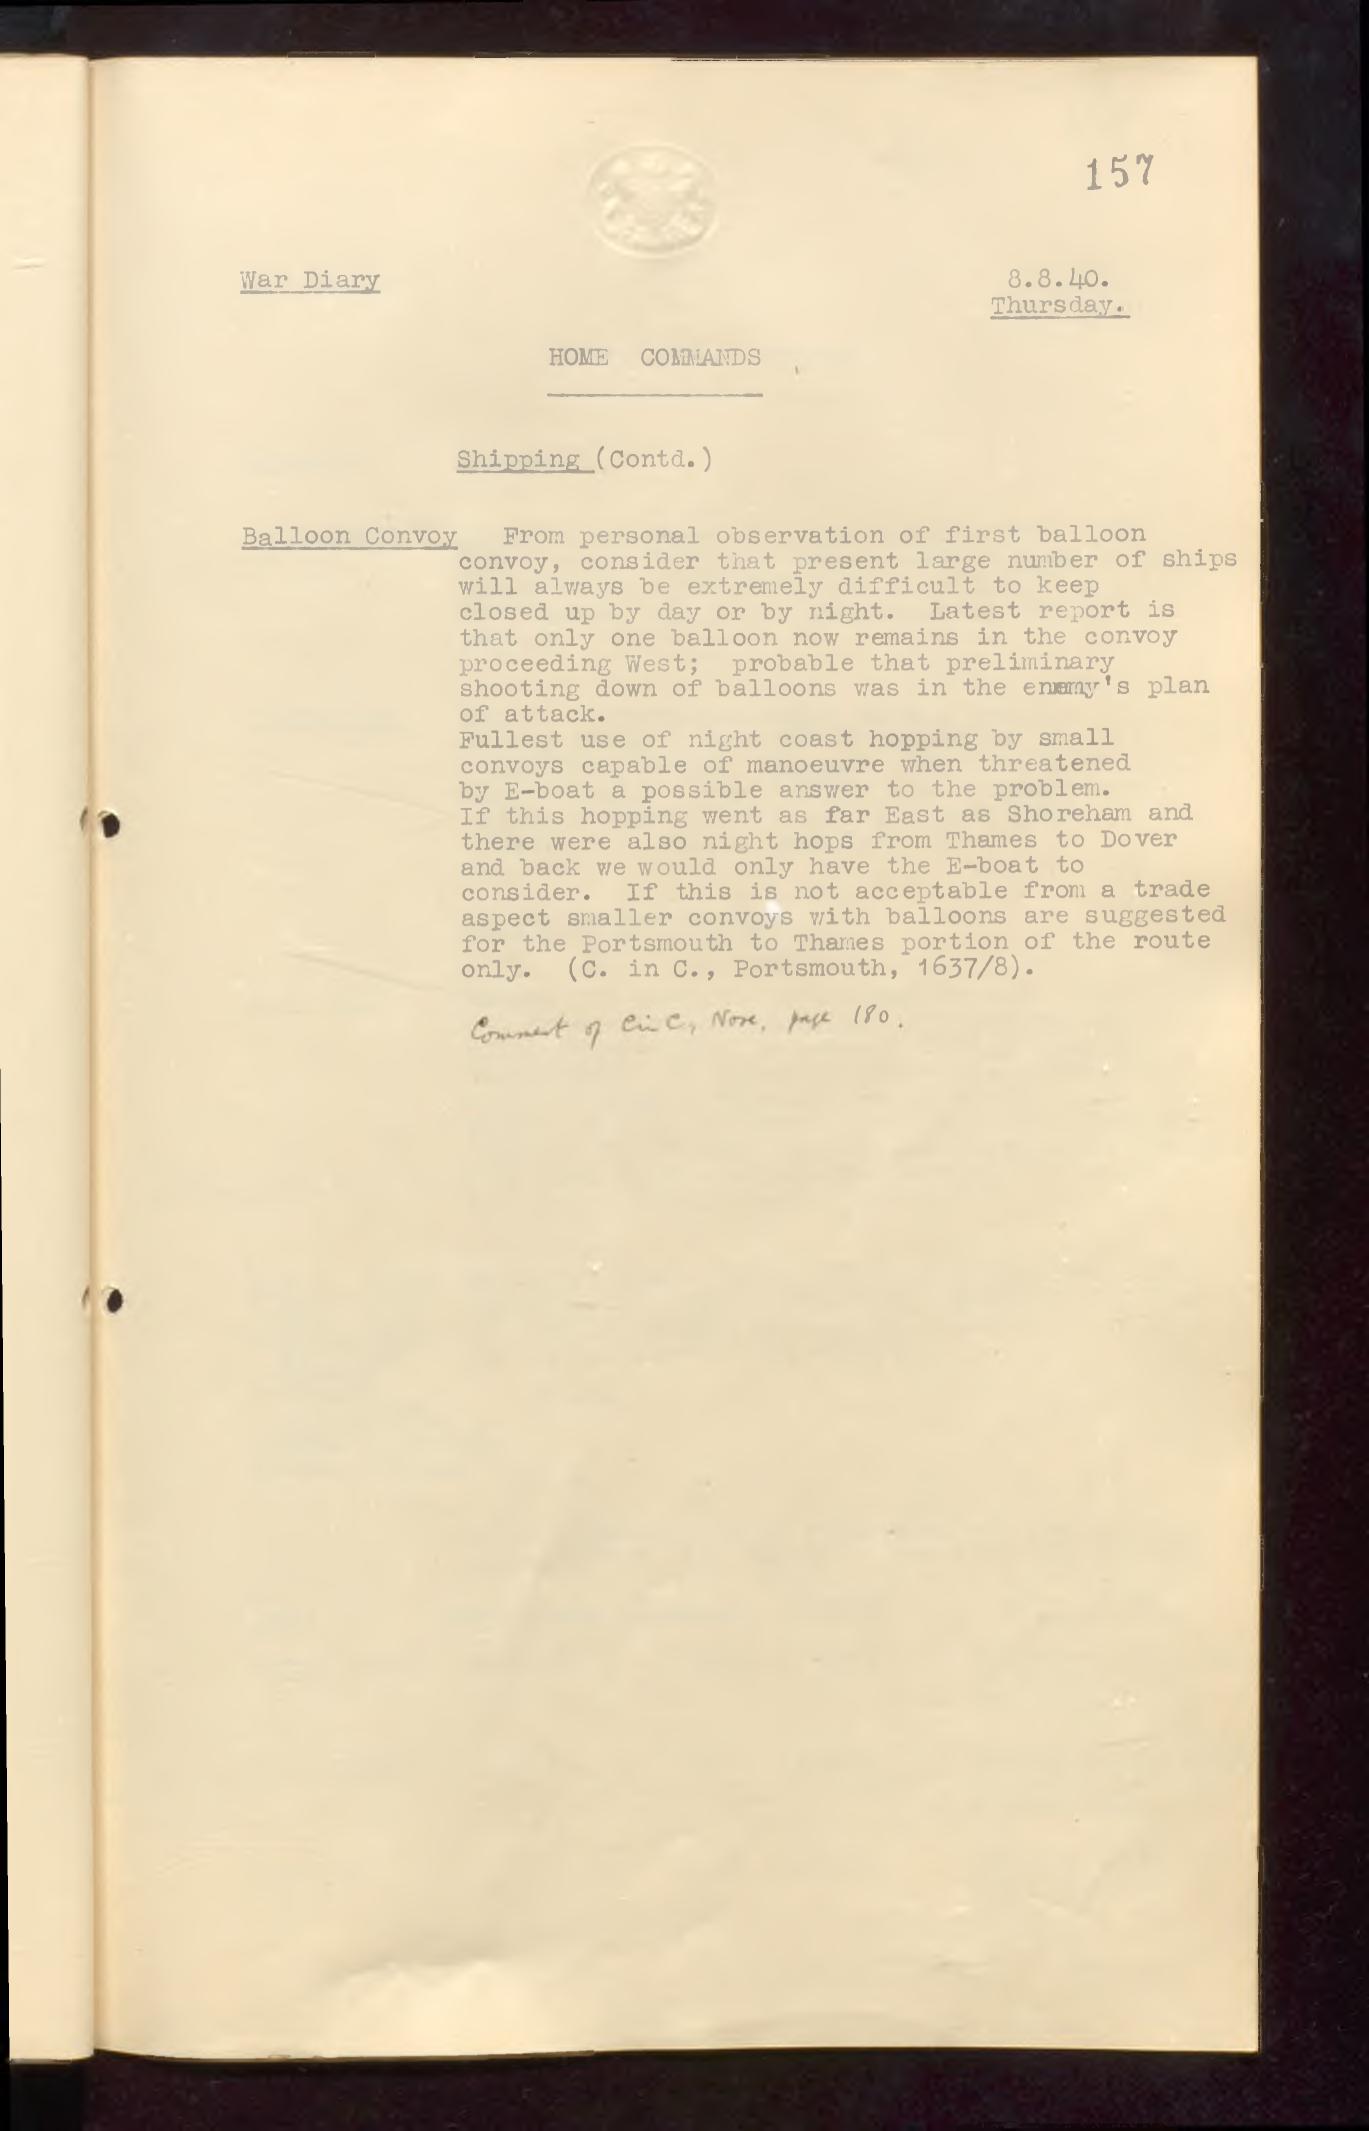 157
War Diary
8.8.40.
Thursday.
HOME COMMANDS
Shipping (Contd.)
Balloon Convoy From personal observation of first balloon
convoy, consider that present large number of ships
will always be extremely difficult to keep
closed up by day or by night. Latest report is
that only one balloon now remains in the convoy
proceeding West; probable that preliminary
shooting down of balloons was in the enemy's plan
of attack.
Fullest use of night coast hopping by small
convoys capable of manoeuvre when threatened
by E-boat a possible answer to the problem.
If this hopping went as far East as Shoreham and
there were also night hops from Thames to Dover
and back we would only have the E-boat to
consider. If this is not acceptable from a trade
aspect smaller convoys with balloons are suggested
for the Portsmouth to Thames portion of the route
only. (C. in C., Portsmouth, 1637/8).
Comment of C in C, Nore, page 180.